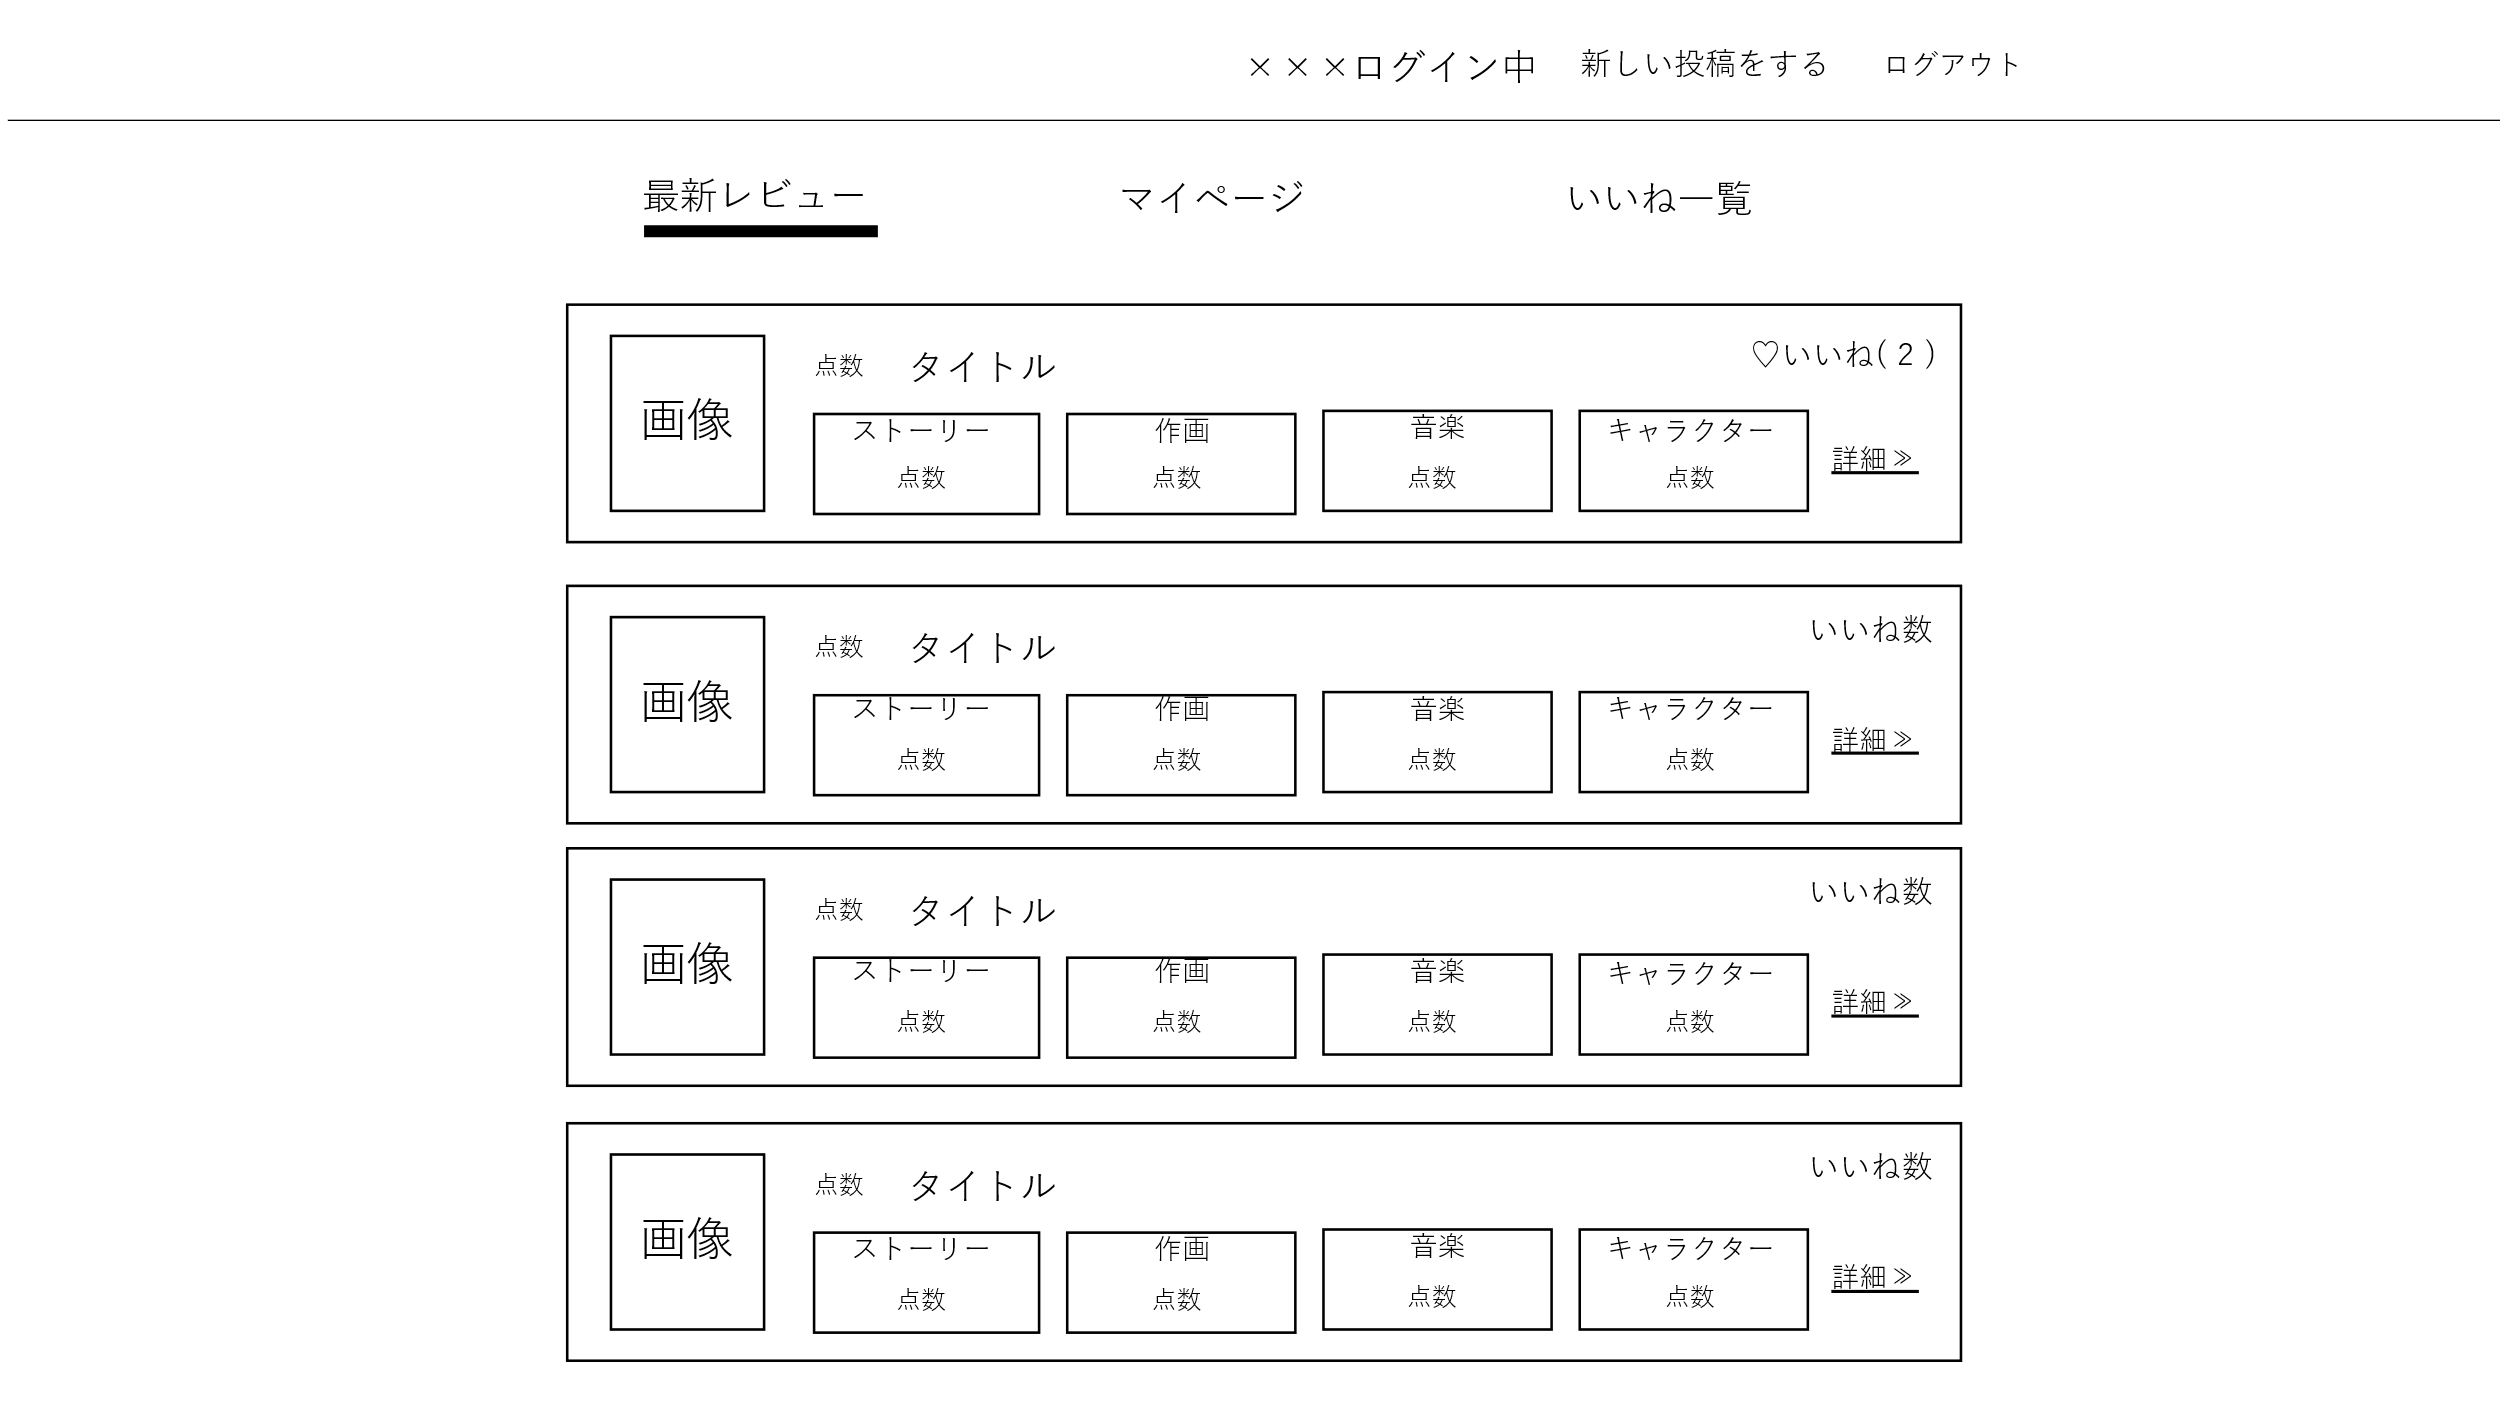 ×××ログイン中 新しい投稿をする ログアウト
最新レビュー マイページ いいね一覧
♡いいね(２)
点数 タイトル
画像
ストーリー 作画 音楽 キャラクター
詳細≫
点数 点数 点数 点数
いいね数
点数 タイトル
画像
ストーリー 作画 音楽 キャラクター
詳細≫
点数 点数 点数 点数
いいね数
点数 タイトル
画像
ストーリー 作画 音楽 キャラクター
詳細≫
点数 点数 点数 点数
いいね数
点数 タイトル
画像
ストーリー 作画 音楽 キャラクター
詳細≫
点数 点数 点数 点数